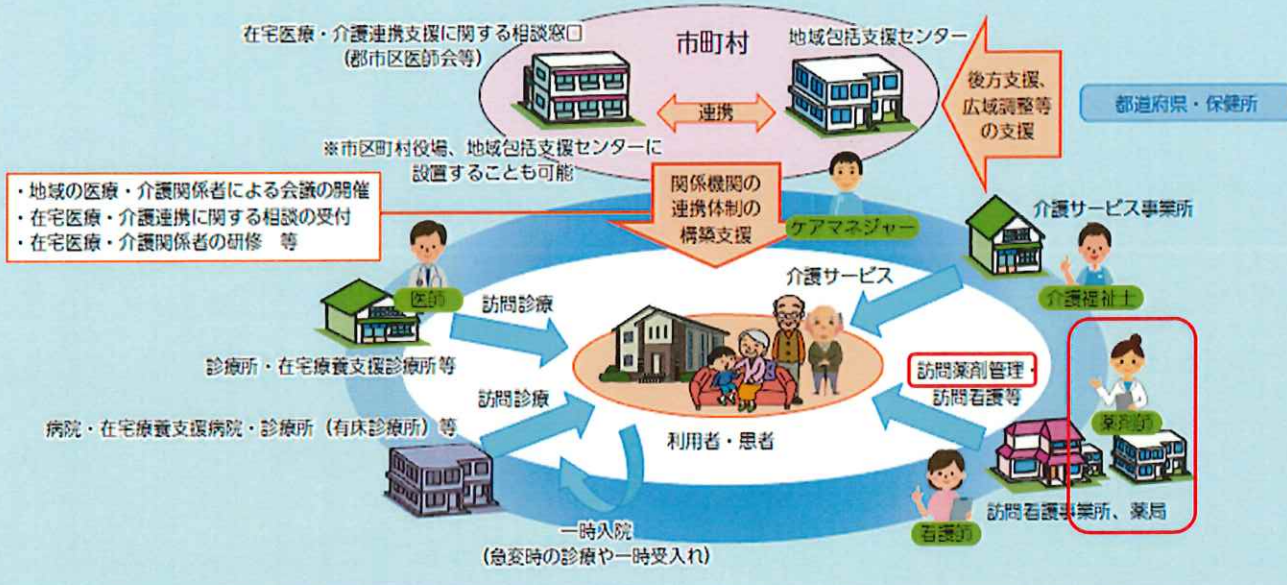 在宅医療・介護連携支援に関する相談窓口
(郡市区医師会等)
市町村
地域包括支援センター
連携
後方支援、
広域調整等
の支援
都道府県・保健所
※市区町村役場、地域包括支援センターに
設置することも可能
・地域の医療・介護関係者による会議の開催
・在宅医療・介護連携に関する相談の受付
・在宅医療・介護関係者の研修 等
関係機関の
連携体制の
構築支援
ケアマネジャー
介護サービス事業所
医師
訪問診療
介護サービス
介護福祉士
診療所・在宅療養支援診療所等
訪問診療
訪問薬剤管理・
訪問看護等
薬剤師
病院・在宅療養支援病院・診療所(有床診療所)等
利用者・患者
訪問看護事業所、薬局
看護師
一時入院
(急変時の診療や一時受入れ)